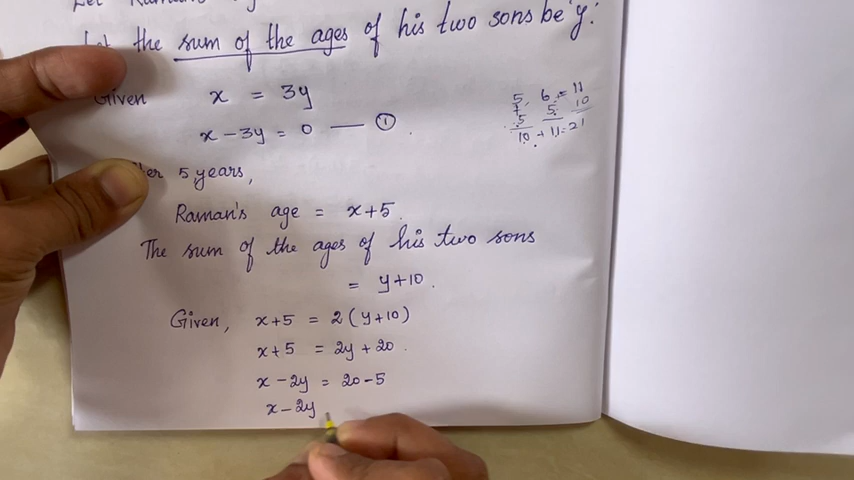 the sum of the ages of his two sons be 'y'.
Given x = 3y
x - 3y = 0 — ①
5 years,
Raman's age = x+5.
The sum of the ages of his two sons
= y+10.
Given, x+5 = 2(y+10)
x+5 = 2y+20.
x-2y = 20-5
x-2y
5, 6 = 11
5 5 10
10 + 11 = 21